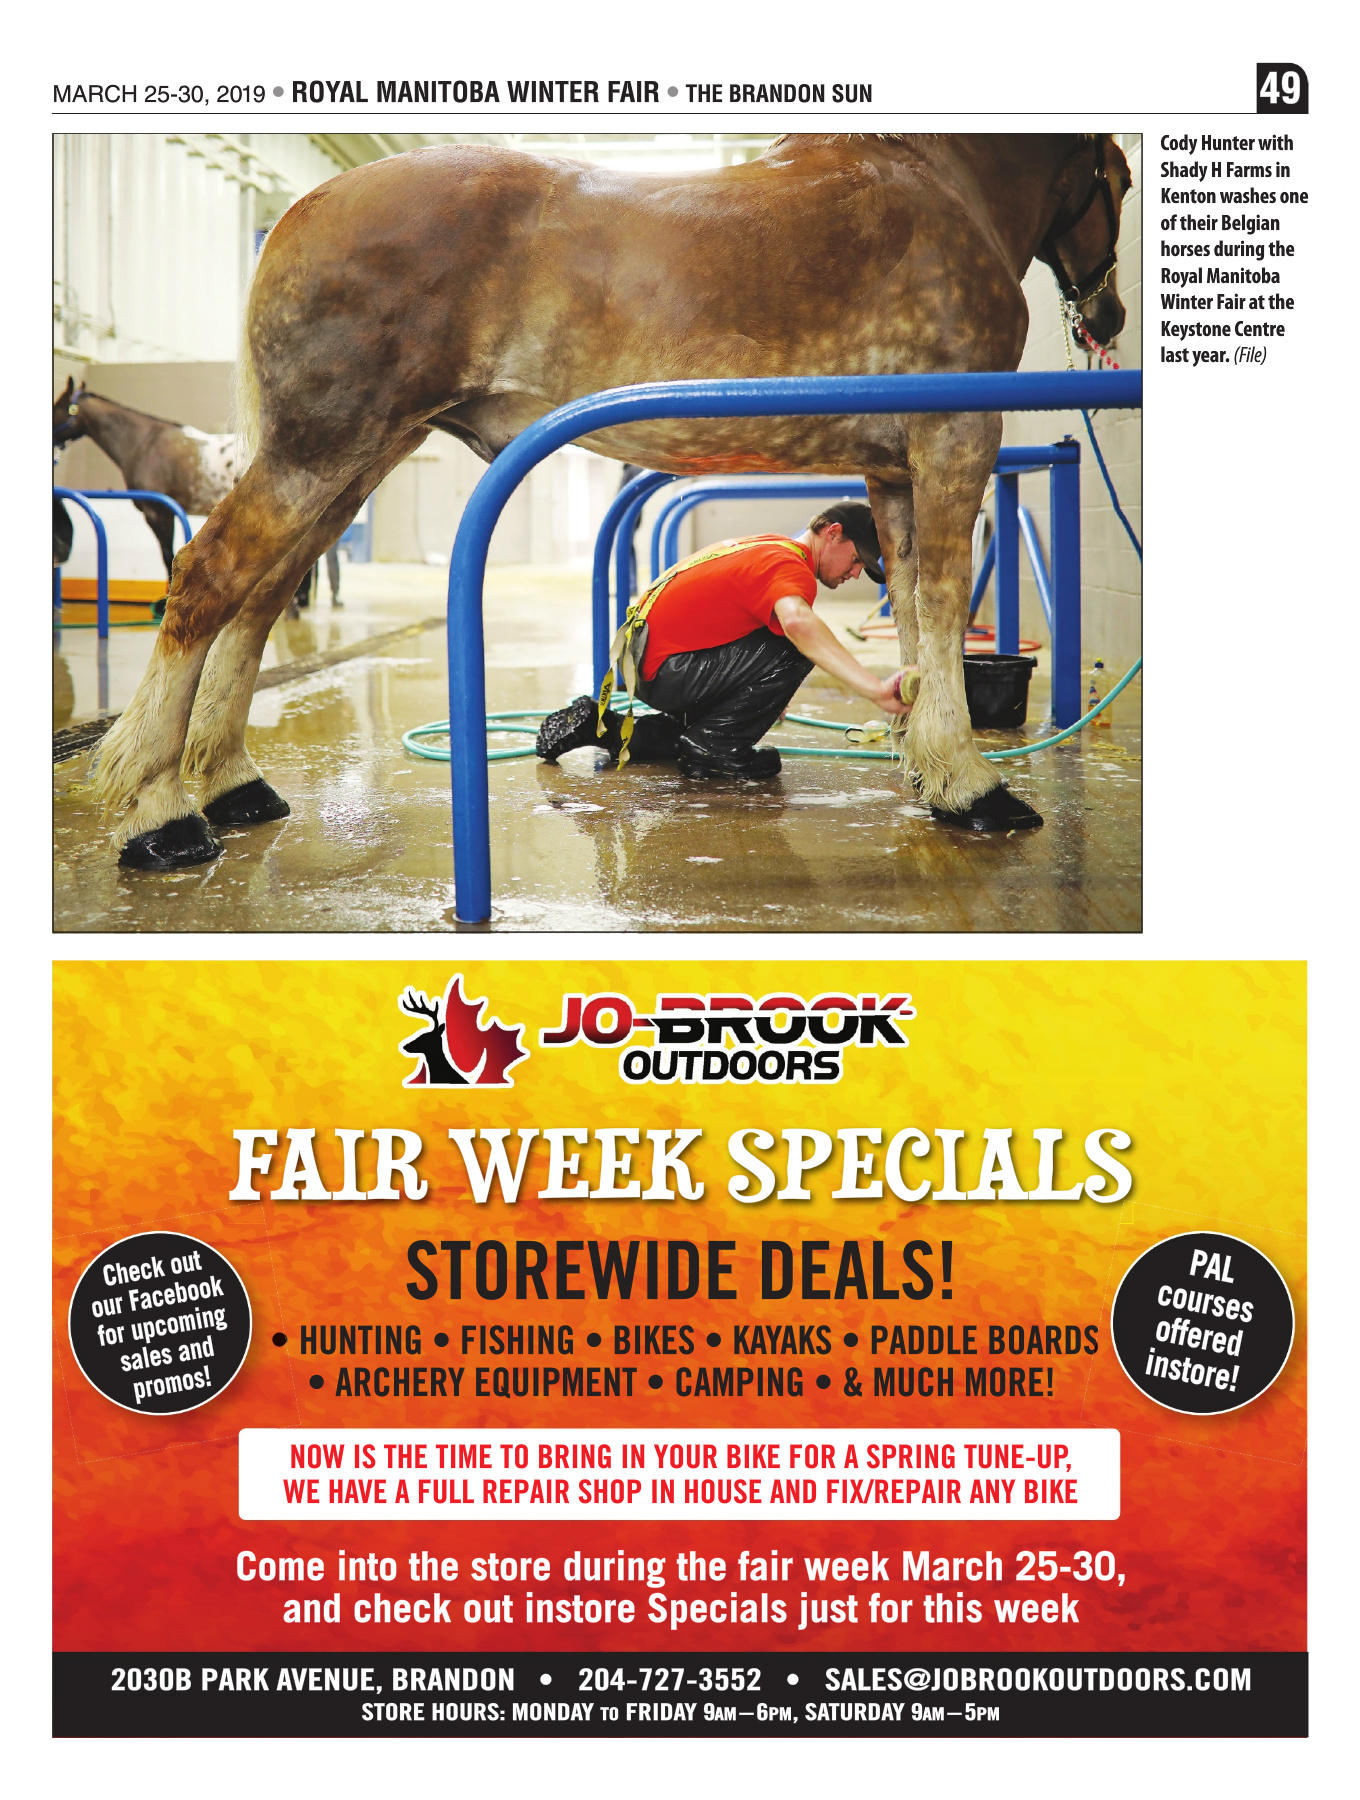 MARCH 25-30, 2019 • ROYAL MANITOBA WINTER FAIR • THE BRANDON SUN
49
Cody Hunter with
Shady H Farms in
Kenton washes one
of their Belgian
horses during the
Royal Manitoba
Winter Fair at the
Keystone Centre
last year. (File)
JO-BROOK
OUTDOORS
FAIR WEEK SPECIALS
STOREWIDE DEALS!
• HUNTING • FISHING • BIKES • KAYAKS • PADDLE BOARDS
• ARCHERY EQUIPMENT • CAMPING • & MUCH MORE!
Check out
our Facebook
for upcoming
sales and
promos!
PAL
courses
offered
instore!
NOW IS THE TIME TO BRING IN YOUR BIKE FOR A SPRING TUNE-UP,
WE HAVE A FULL REPAIR SHOP IN HOUSE AND FIX/REPAIR ANY BIKE
Come into the store during the fair week March 25-30,
and check out instore Specials just for this week
2030B PARK AVENUE, BRANDON • 204-727-3552 • SALES@JOBROOKOUTDOORS.COM
STORE HOURS: MONDAY TO FRIDAY 9AM–6PM, SATURDAY 9AM–5PM